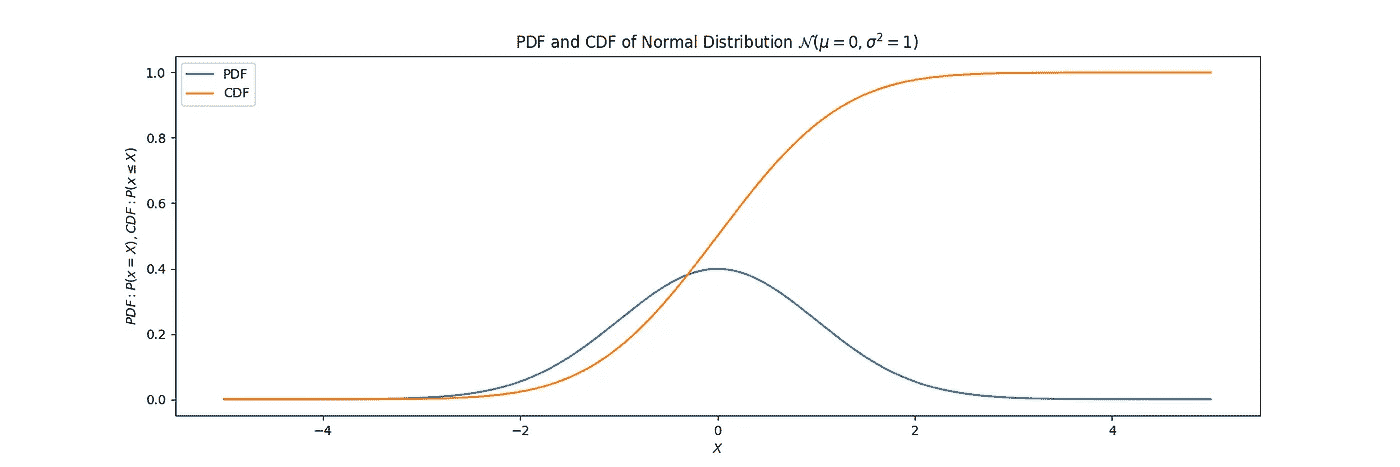 PDF and CDF of Normal Distribution 𝒩(μ = 0, σ² = 1)
PDF
CDF
1.0
0.8
0.6
0.4
0.2
0.0
PDF : P(x = X), CDF : P(x ≤ X)
−4
−2
0
2
4
X